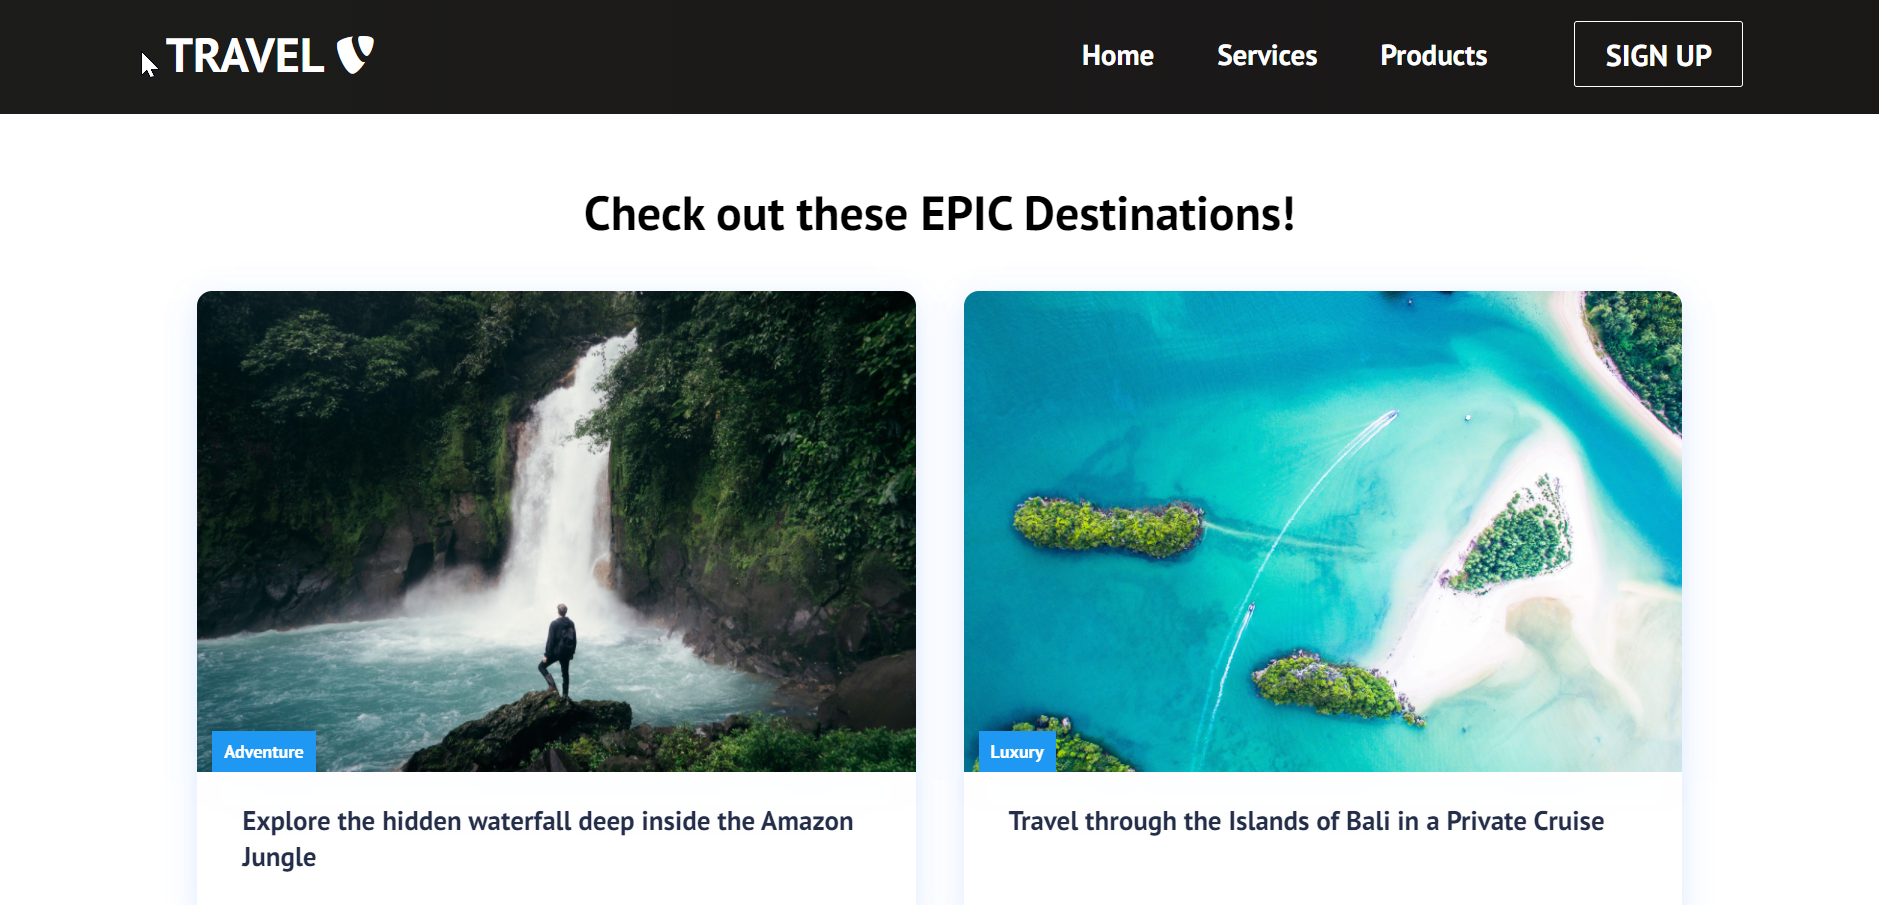 TRAVEL
Home
Services
Products
SIGN UP
Check out these EPIC Destinations!
Adventure
Luxury
Explore the hidden waterfall deep inside the Amazon
Jungle
Travel through the Islands of Bali in a Private Cruise